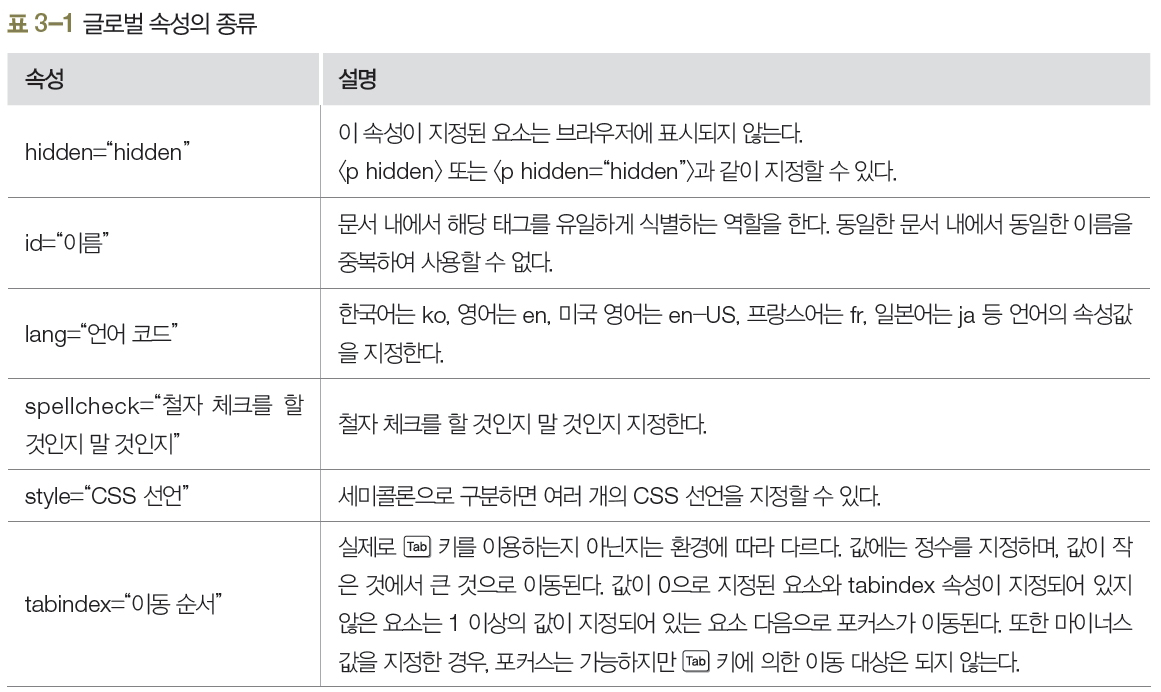 표 3-1 글로벌 속성의 종류
속성
설명
hidden=“hidden”
이 속성이 지정된 요소는 브라우저에 표시되지 않는다.
〈p hidden〉 또는 〈p hidden=“hidden”〉과 같이 지정할 수 있다.
id=“이름”
문서 내에서 해당 태그를 유일하게 식별하는 역할을 한다. 동일한 문서 내에서 동일한 이름을
중복하여 사용할 수 없다.
lang=“언어 코드”
한국어는 ko, 영어는 en, 미국 영어는 en-US, 프랑스어는 fr, 일본어는 ja 등 언어의 속성값
을 지정한다.
spellcheck=“철자 체크를 할
것인지 말 것인지”
철자 체크를 할 것인지 말 것인지 지정한다.
style=“CSS 선언”
세미콜론으로 구분하면 여러 개의 CSS 선언을 지정할 수 있다.
tabindex=“이동 순서”
실제로 Tab 키를 이용하는지 아닌지는 환경에 따라 다르다. 값에는 정수를 지정하며, 값이 작
은 것에서 큰 것으로 이동된다. 값이 0으로 지정된 요소와 tabindex 속성이 지정되어 있지
않은 요소는 1 이상의 값이 지정되어 있는 요소 다음으로 포커스가 이동된다. 또한 마이너스
값을 지정한 경우, 포커스는 가능하지만 Tab 키에 의한 이동 대상은 되지 않는다.